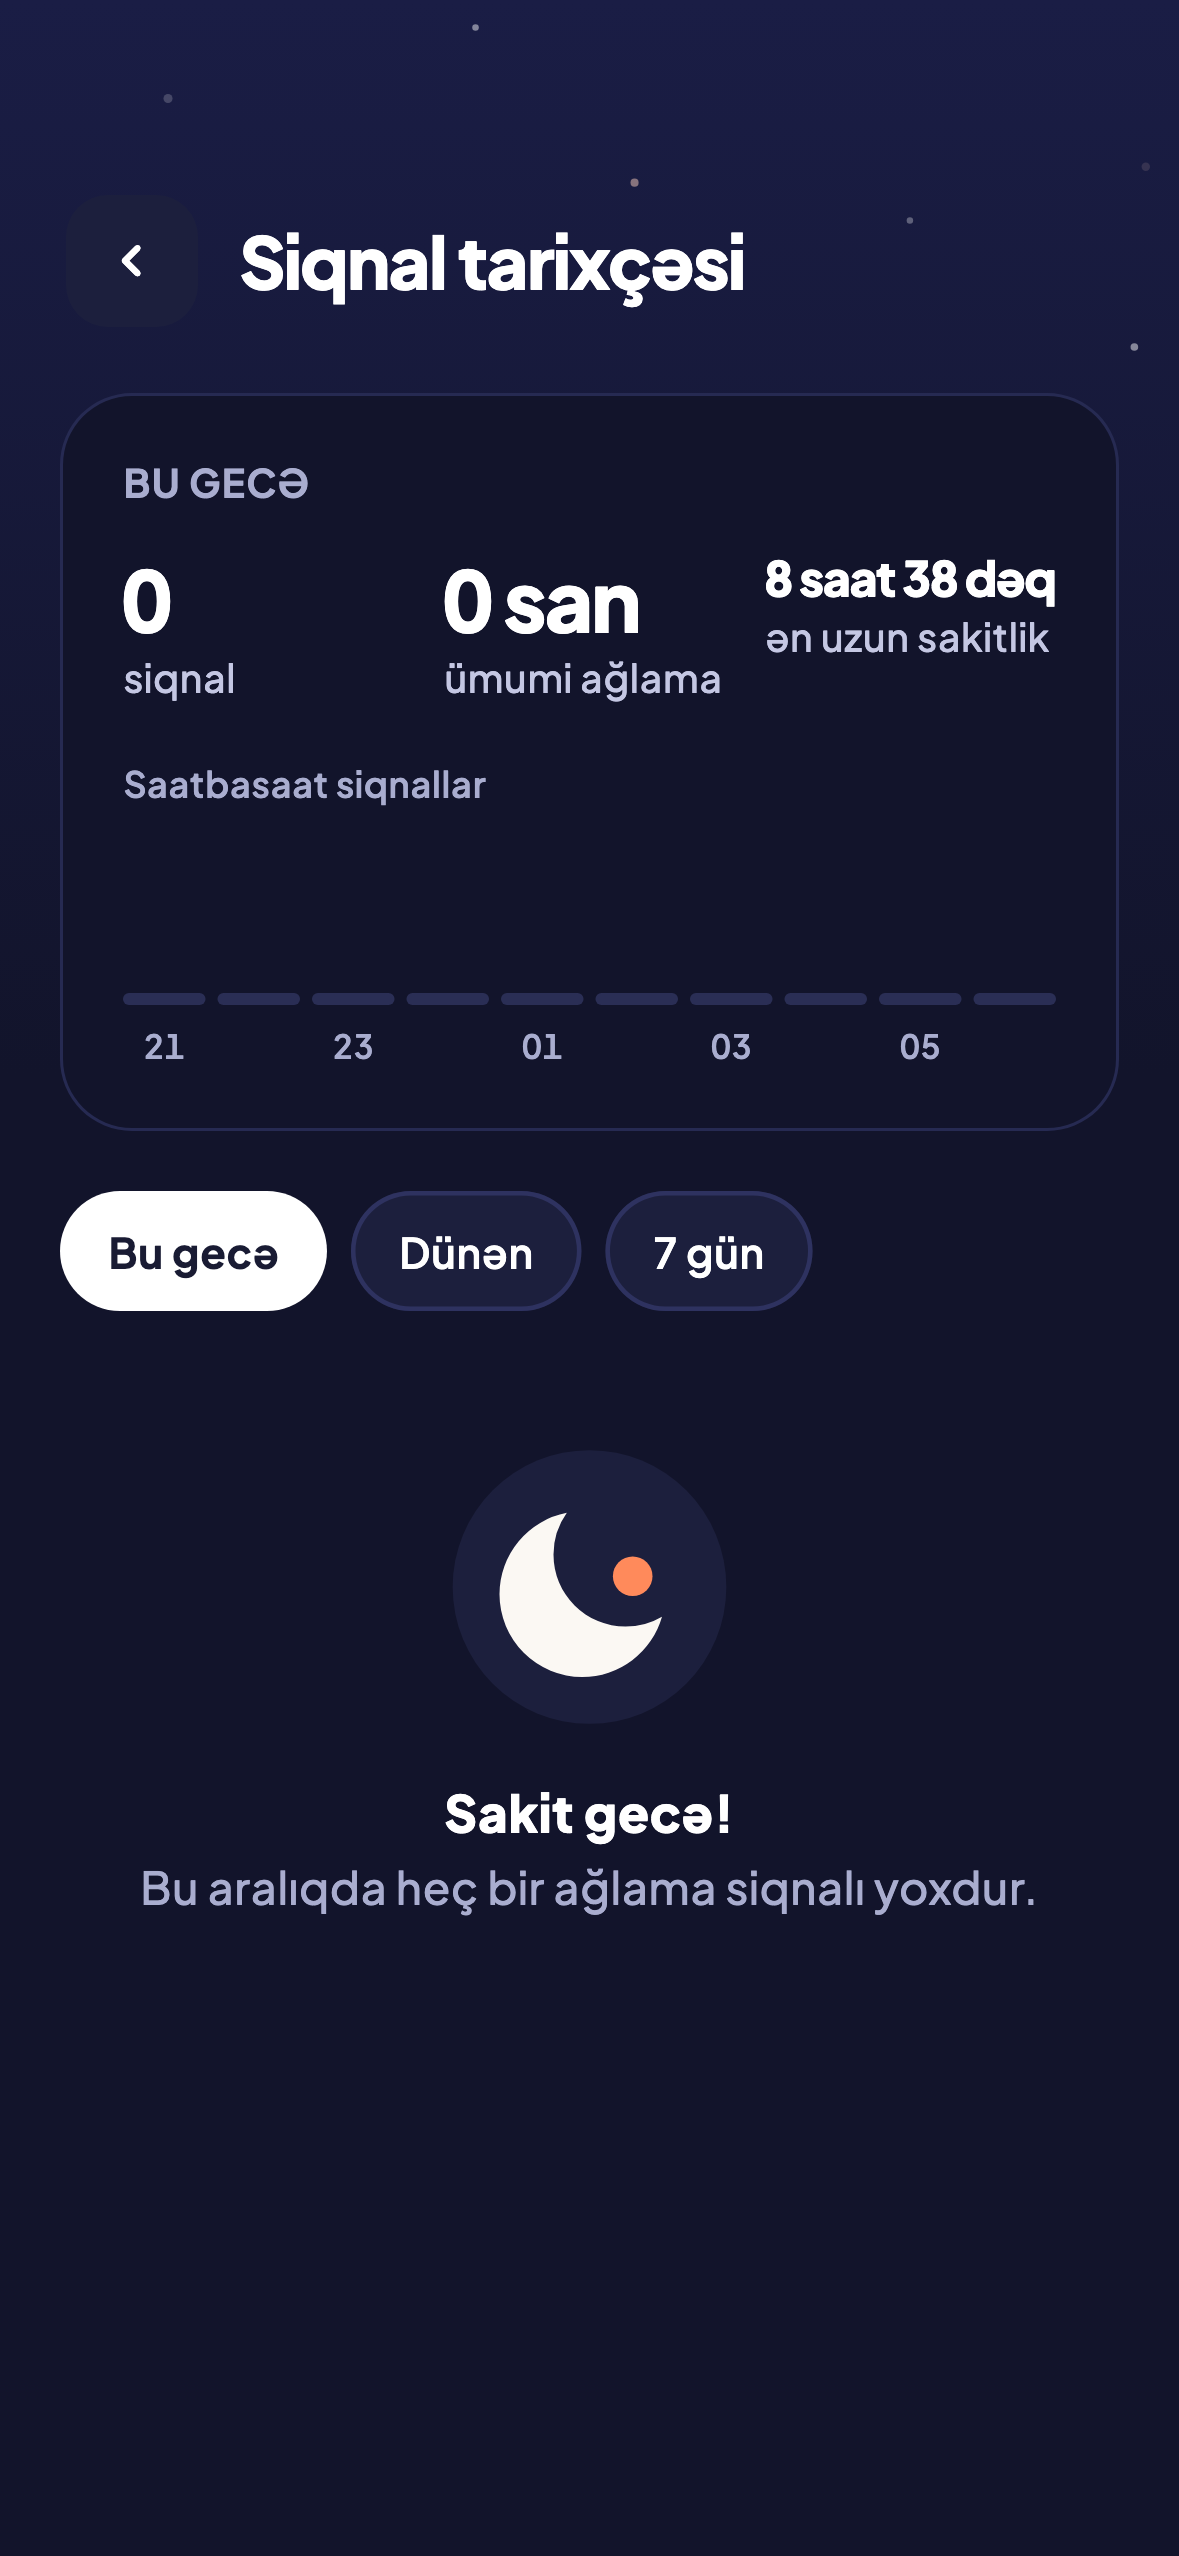 Siqnal tarixçəsi
BU GECƏ
0
siqnal
0 san
ümumi ağlama
8 saat 38 dəq
ən uzun sakitlik
Saatbasaat siqnallar
21 23 01 03 05
Bu gecə
Dünən
7 gün
Sakit gecə!
Bu aralıqda heç bir ağlama siqnalı yoxdur.